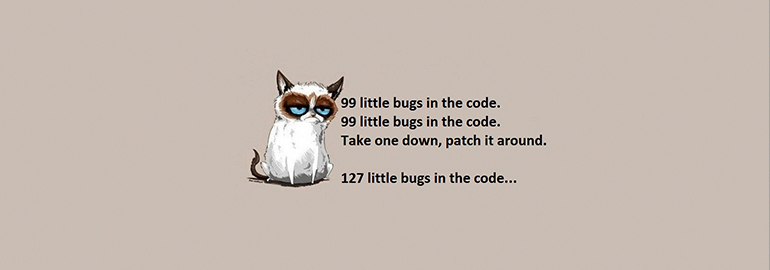 99 little bugs in the code.
99 little bugs in the code.
Take one down, patch it around.
127 little bugs in the code...